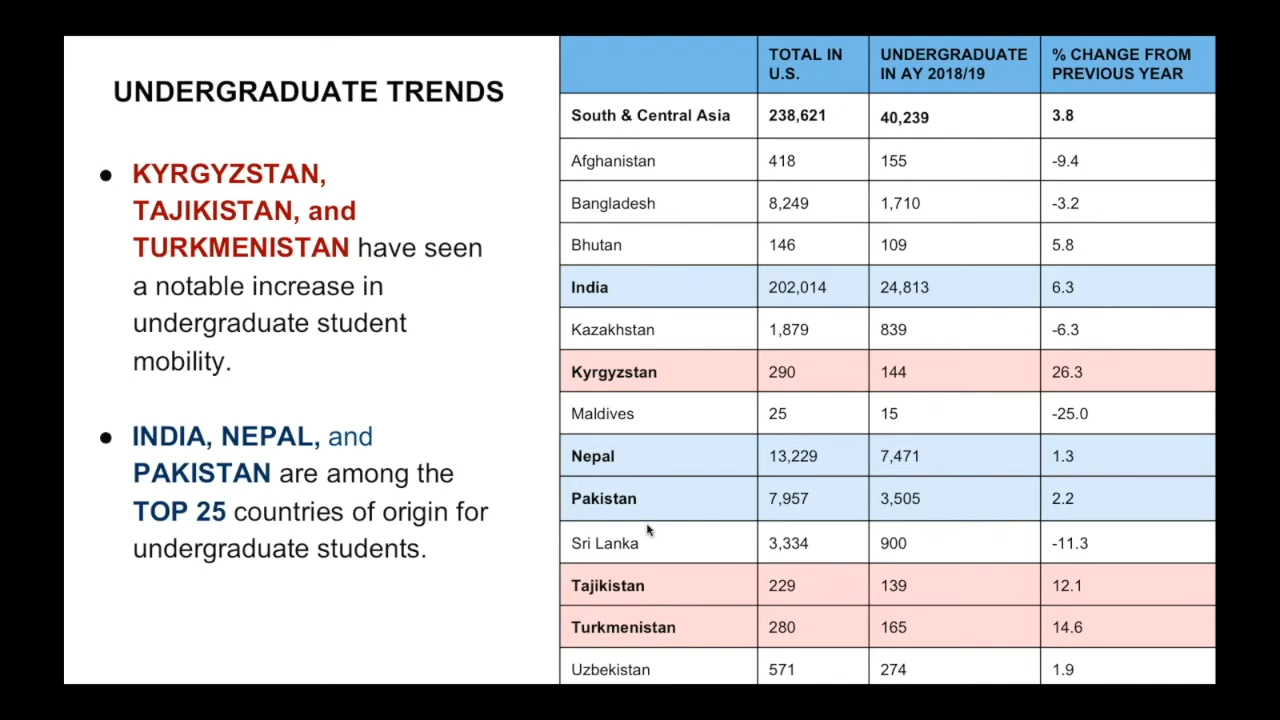 UNDERGRADUATE TRENDS
● KYRGYZSTAN,
TAJIKISTAN, and
TURKMENISTAN have seen
a notable increase in
undergraduate student
mobility.
● INDIA, NEPAL, and
PAKISTAN are among the
TOP 25 countries of origin for
undergraduate students.
TOTAL IN U.S. UNDERGRADUATE IN AY 2018/19 % CHANGE FROM PREVIOUS YEAR
South & Central Asia 238,621 40,239 3.8
Afghanistan 418 155 -9.4
Bangladesh 8,249 1,710 -3.2
Bhutan 146 109 5.8
India 202,014 24,813 6.3
Kazakhstan 1,879 839 -6.3
Kyrgyzstan 290 144 26.3
Maldives 25 15 -25.0
Nepal 13,229 7,471 1.3
Pakistan 7,957 3,505 2.2
Sri Lanka 3,334 900 -11.3
Tajikistan 229 139 12.1
Turkmenistan 280 165 14.6
Uzbekistan 571 274 1.9